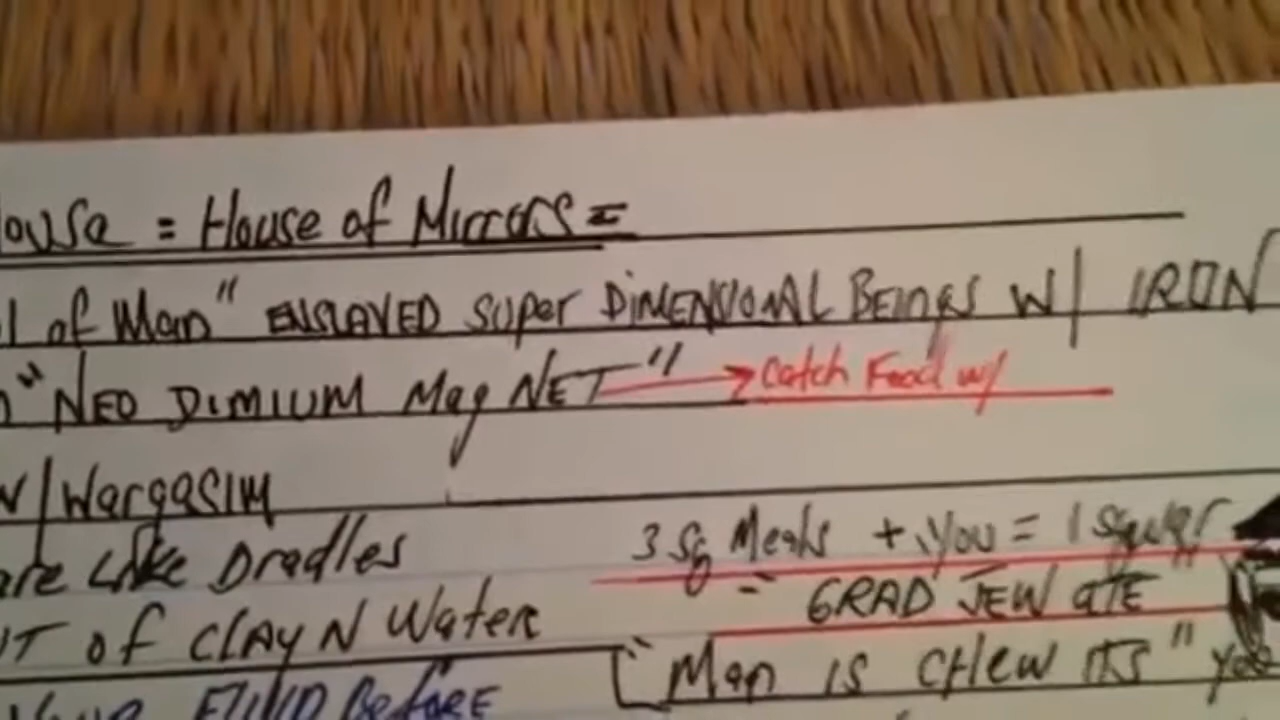 = House of Mirrors =
of Man" ENSLAVED Super DIMENSIONAL BEings W/ IRON
"NEO DiMIUM Mag NET" → Catch Food w/
W/WargasIM
3 Sq Meals + you = 1 Squar
are Like Dradles
= GRAD JEW ATE
of CLAY N Water
"Man is CHEW ITS"
FLUID BeFORE